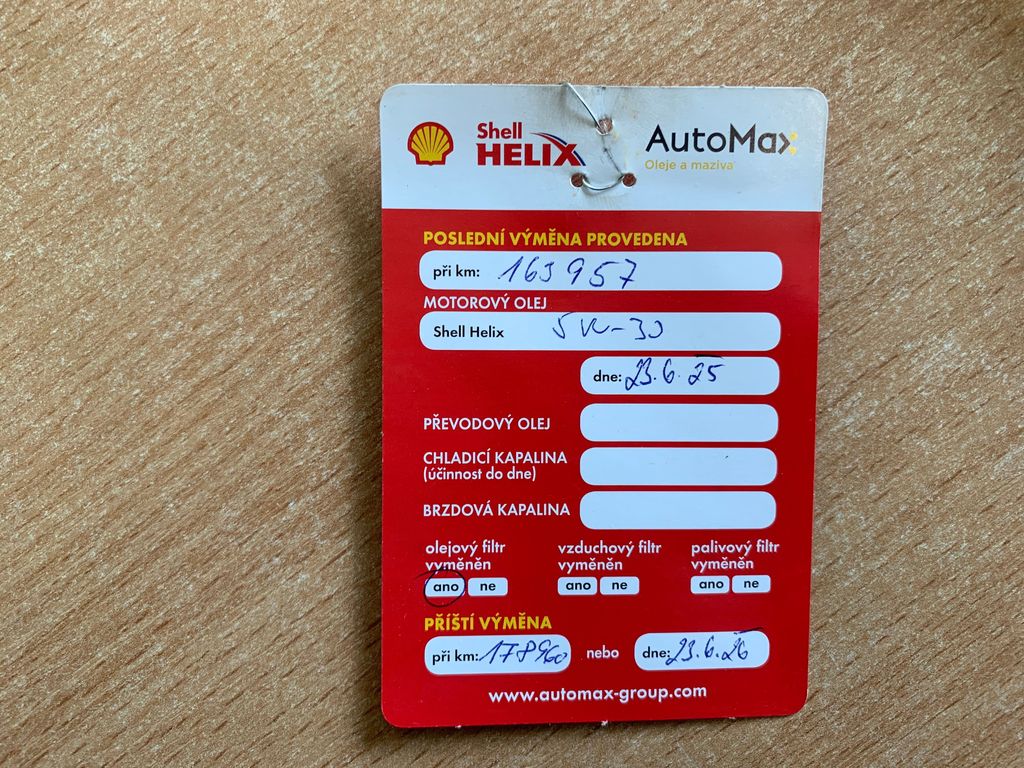 Shell
HELIX
AutoMax
Oleje a maziva
POSLEDNÍ VÝMĚNA PROVEDENA
při km: 163957
MOTOROVÝ OLEJ
Shell Helix 5W-30
dne: 23.6.25
PŘEVODOVÝ OLEJ
CHLADICÍ KAPALINA
(účinnost do dne)
BRZDOVÁ KAPALINA
olejový filtr vzduchový filtr palivový filtr
vyměněn vyměněn vyměněn
ano ne ano ne ano ne
PŘÍŠTÍ VÝMĚNA
při km: 178960 nebo dne: 23.6.26
www.automax-group.com